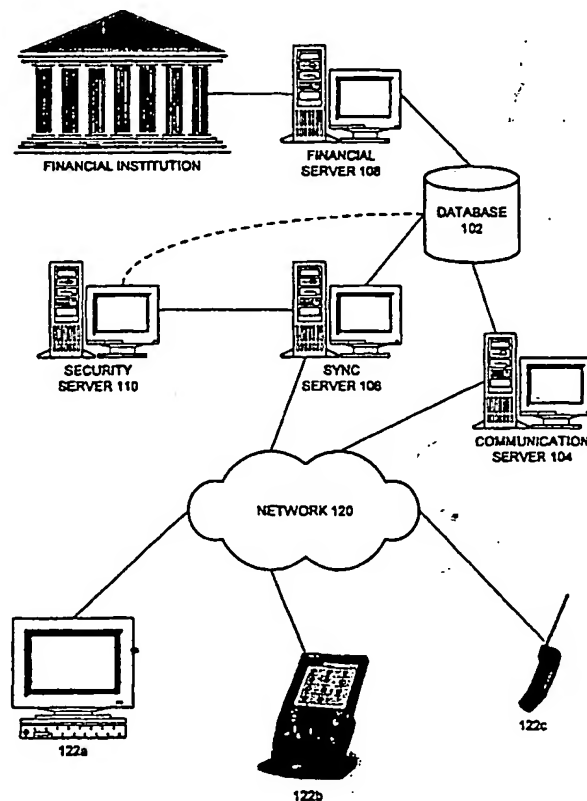 FINANCIAL INSTITUTION
FINANCIAL
SERVER 108
DATABASE
102
SECURITY
SERVER 110
SYNC
SERVER 106
COMMUNICATION
SERVER 104
NETWORK 120
122a
122b
122c